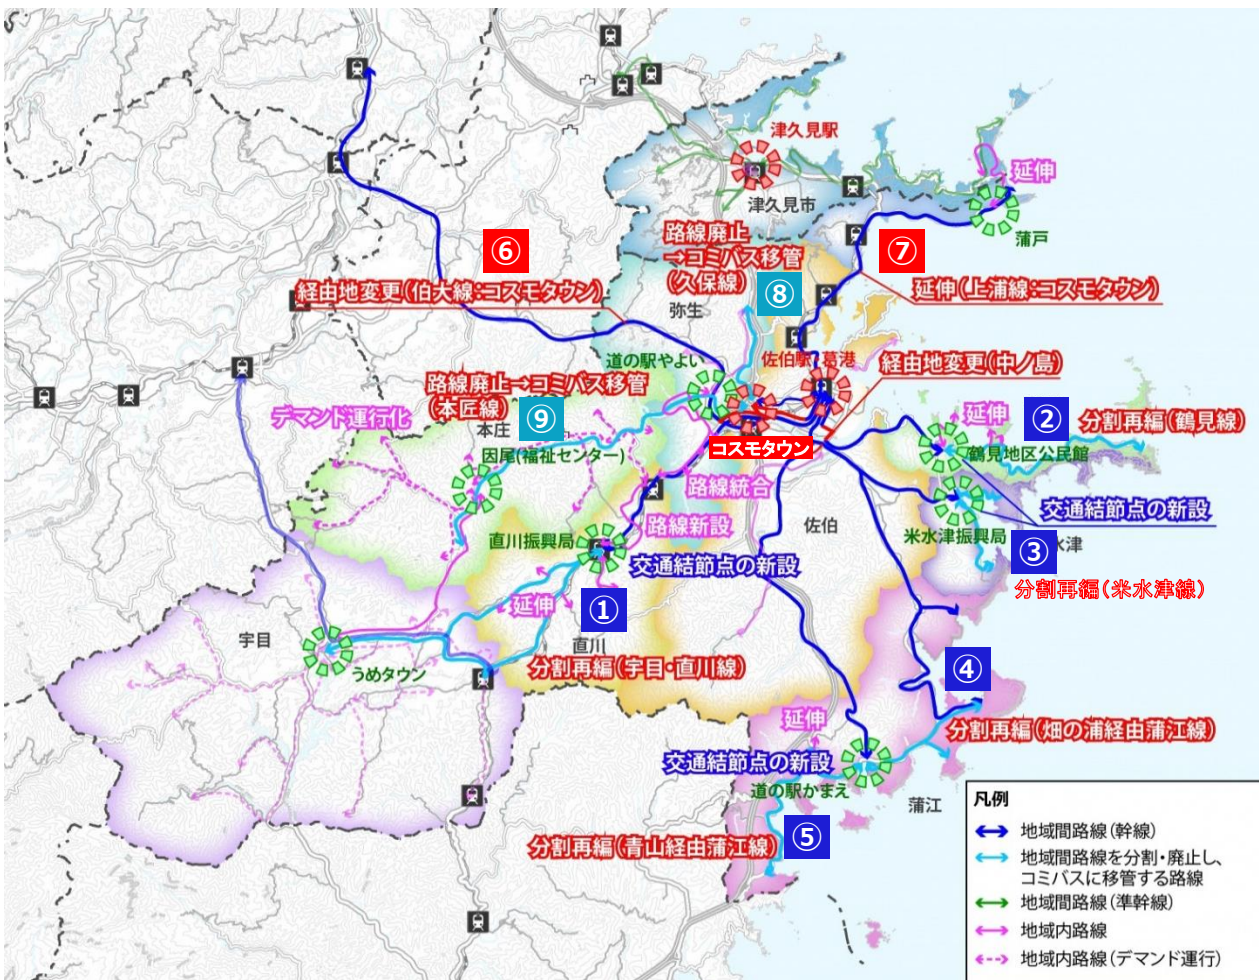 津久見駅
津久見市
延伸
蒲戸
路線廃止
→コミバス移管
(久保線)
⑥
⑦
⑧
経由地変更(佰大線:コスモタウン)
延伸(上浦線:コスモタウン)
弥生
道の駅やよい
佐伯駅・葛港
経由地変更(中ノ島)
路線廃止→コミバス移管
(本匠線)
⑨
デマンド運行化
本庄
因尾(福祉センター)
コスモタウン
延伸
②
分割再編(鶴見線)
鶴見地区公民館
路線統合
交通結節点の新設
路線新設
佐伯
米水津振興局
水津
③
直川振興局
交通結節点の新設
分割再編(米水津線)
延伸
①
宇目
直川
うめタウン
分割再編(宇目・直川線)
④
延伸
分割再編(畑の浦経由蒲江線)
交通結節点の新設
道の駅かまえ
蒲江
分割再編(青山経由蒲江線)
⑤
凡例
地域間路線(幹線)
地域間路線を分割・廃止し、
コミバスに移管する路線
地域間路線(準幹線)
地域内路線
地域内路線(デマンド運行)